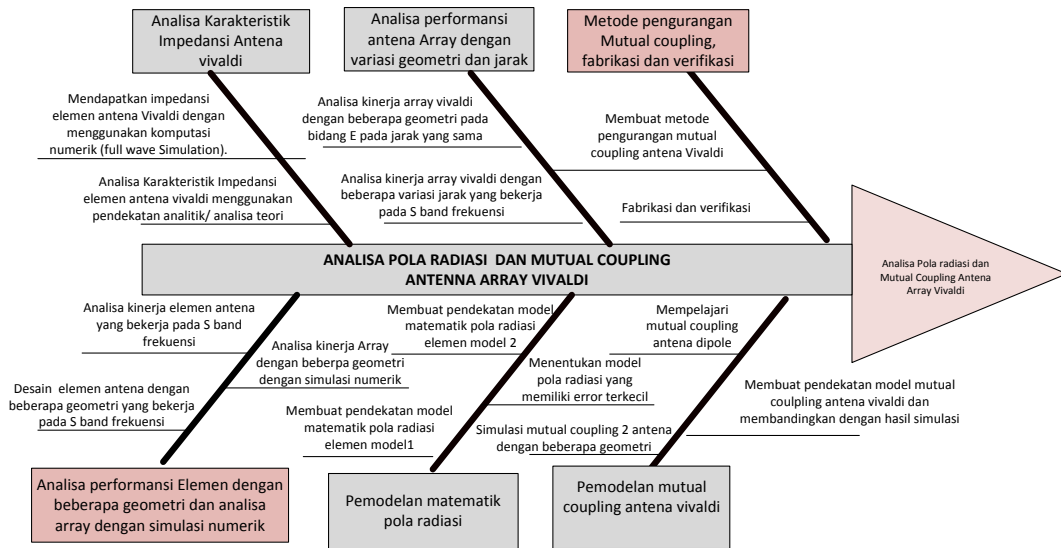 Analisa Karakteristik
Impedansi Antena
vivaldi
Analisa performansi
antena Array dengan
variasi geometri dan jarak
Metode pengurangan
Mutual coupling,
fabrikasi dan verifikasi
Mendapatkan impedansi
elemen antena Vivaldi dengan
menggunakan komputasi
numerik (full wave Simulation).
Analisa Karakteristik Impedansi
elemen antena vivaldi menggunakan
pendekatan analitik/ analisa teori
Analisa kinerja array vivaldi
dengan beberapa geometri pada
bidang E pada jarak yang sama
Analisa kinerja array vivaldi dengan
beberapa variasi jarak yang bekerja
pada S band frekuensi
Membuat metode
pengurangan mutual
coupling antena Vivaldi
Fabrikasi dan verifikasi
ANALISA POLA RADIASI DAN MUTUAL COUPLING
ANTENNA ARRAY VIVALDI
Analisa Pola radiasi dan
Mutual Coupling Antena
Array Vivaldi
Analisa kinerja elemen antena
yang bekerja pada S band
frekuensi
Analisa kinerja Array
dengan beberpa geometri
dengan simulasi numerik
Desain elemen antena dengan
beberapa geometri yang bekerja
pada S band frekuensi
Membuat pendekatan model
matematik pola radiasi
elemen model 2
Menentukan model
pola radiasi yang
memiliki error terkecil
Membuat pendekatan model
matematik pola radiasi
elemen model1
Mempelajari
mutual coupling
antena dipole
Membuat pendekatan model mutual
coulpling antena vivaldi dan
membandingkan dengan hasil simulasi
Simulasi mutual coupling 2 antena
dengan beberapa geometri
Analisa performansi Elemen dengan
beberapa geometri dan analisa
array dengan simulasi numerik
Pemodelan matematik
pola radiasi
Pemodelan mutual
coupling antena vivaldi